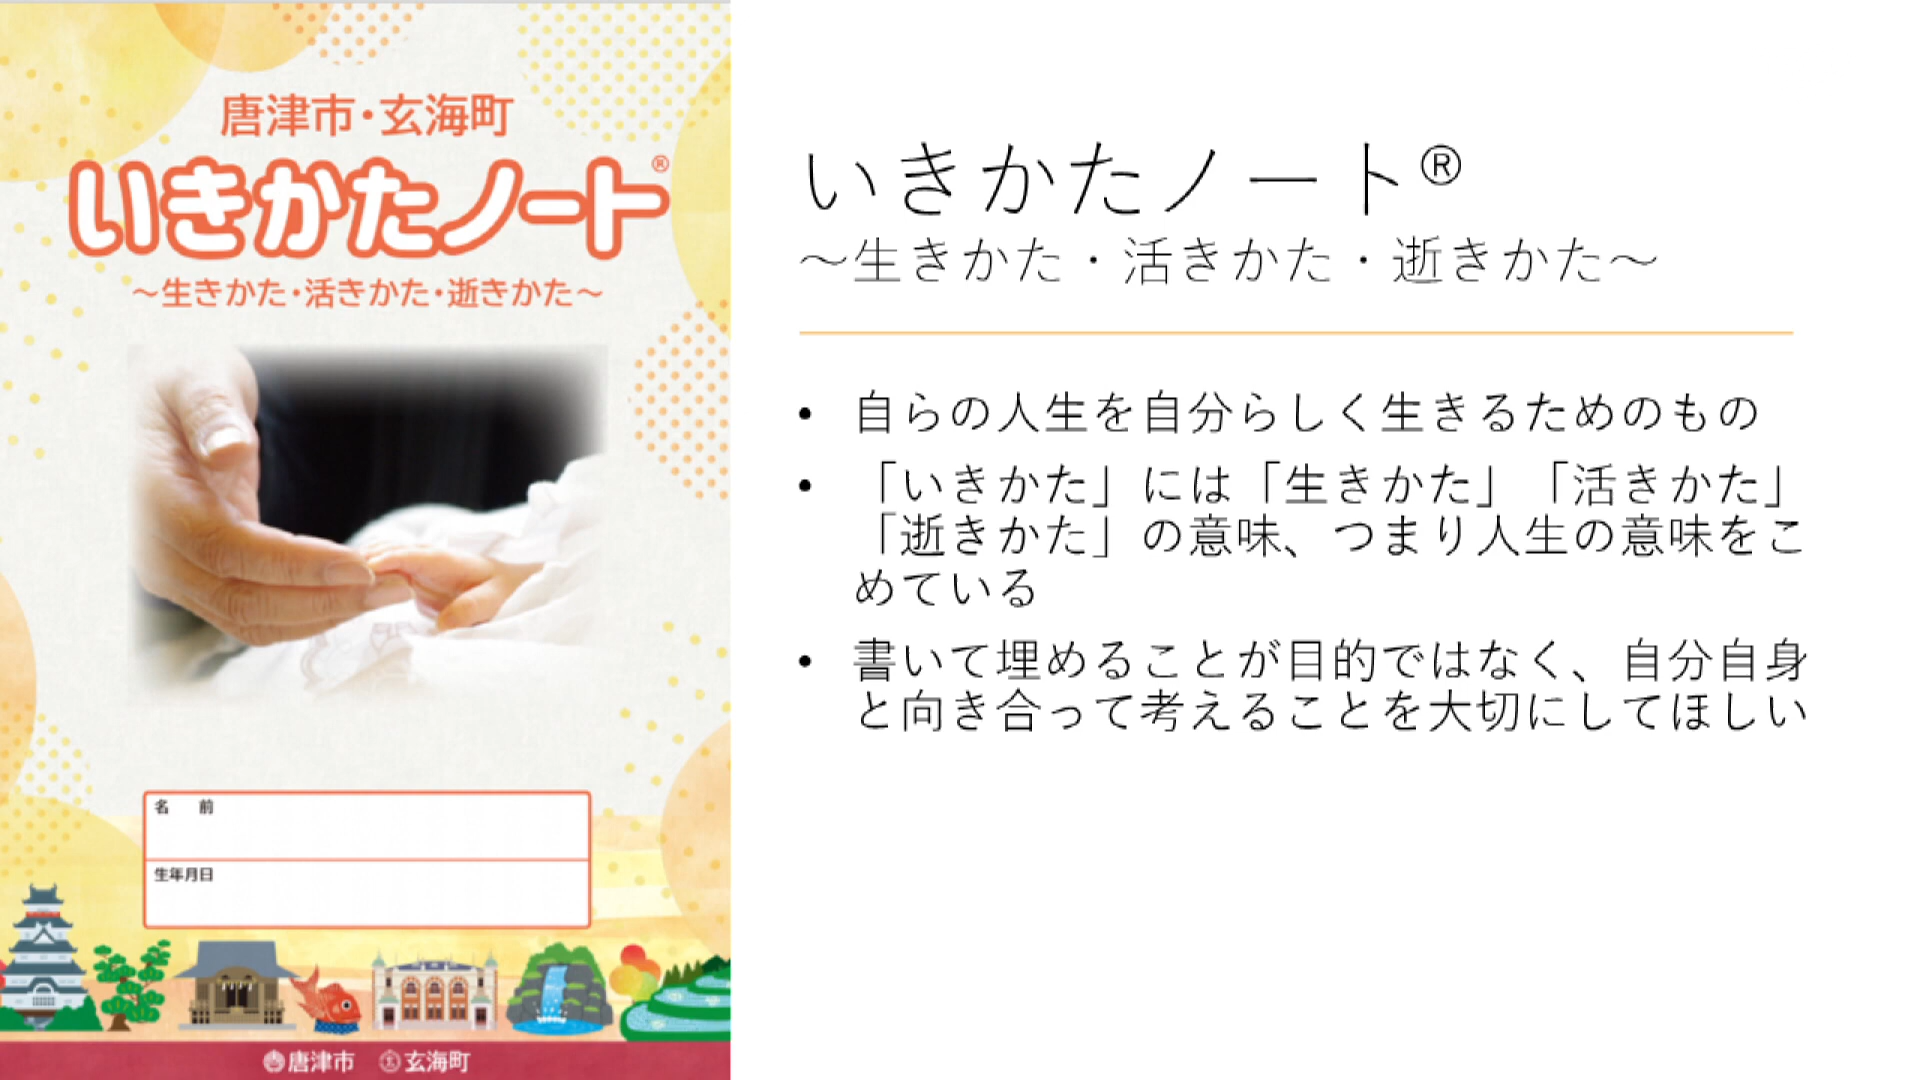 唐津市・玄海町
いきかたノート®
～生きかた・活きかた・逝きかた～
名　前
生年月日
唐津市　玄海町
いきかたノート®
～生きかた・活きかた・逝きかた～
• 自らの人生を自分らしく生きるためのもの
• 「いきかた」には「生きかた」「活きかた」
「逝きかた」の意味、つまり人生の意味をこ
めている
• 書いて埋めることが目的ではなく、自分自身
と向き合って考えることを大切にしてほしい